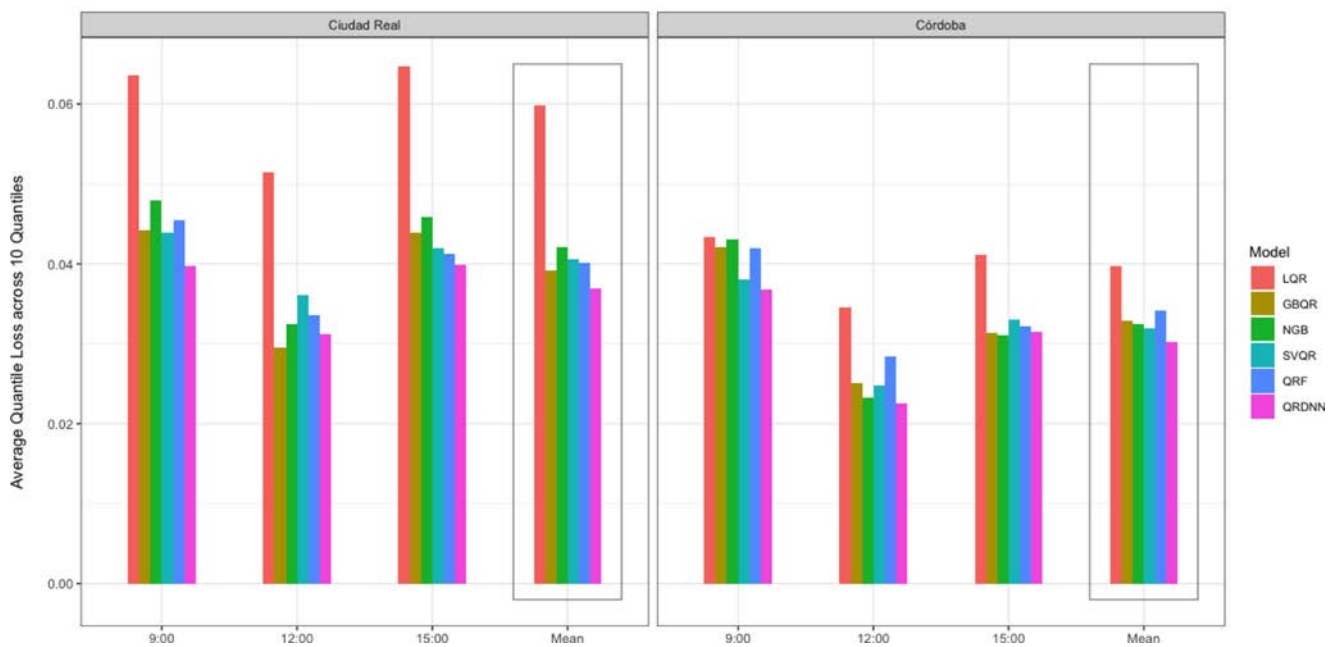 Ciudad Real
Córdoba
Average Quantile Loss across 10 Quantiles
0.06
0.04
0.02
0.00
9:00
12:00
15:00
Mean
9:00
12:00
15:00
Mean
Model
LQR
GBQR
NGB
SVQR
QRF
QRDNN